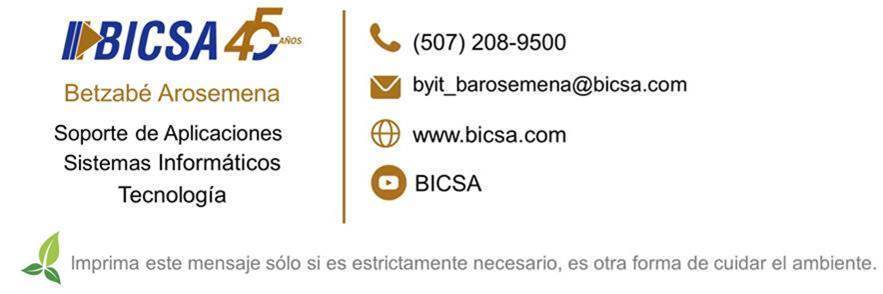 BICSA 45 AÑOS
Betzabé Arosemena
Soporte de Aplicaciones
Sistemas Informáticos
Tecnología
(507) 208-9500
byit_barosemena@bicsa.com
www.bicsa.com
BICSA
Imprima este mensaje sólo si es estrictamente necesario, es otra forma de cuidar el ambiente.